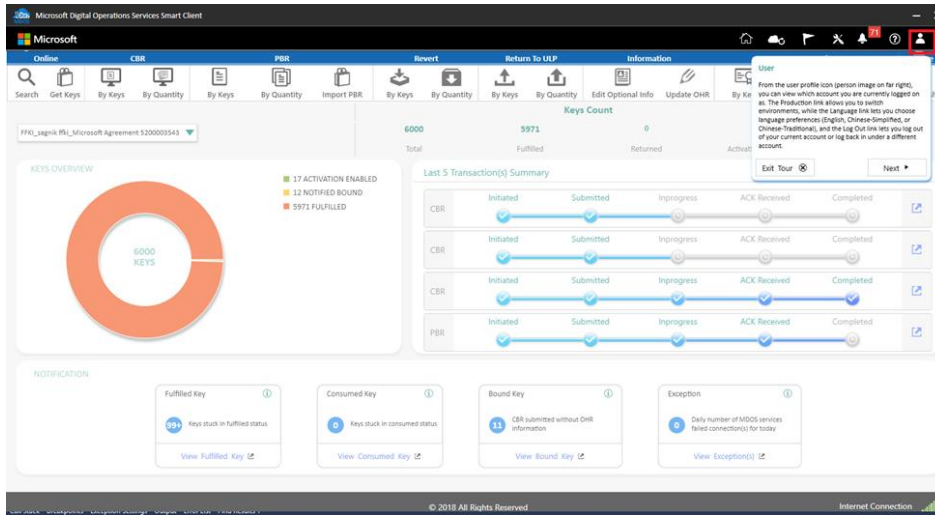 Microsoft Digital Operations Services Smart Client
Microsoft
71
Online CBR PBR Revert Return To ULP Information
Search Get Keys By Keys By Quantity By Keys By Quantity Import PBR By Keys By Quantity By Keys By Quantity Edit Optional Info Update OHR By Ke
User
From the user profile icon (person image on far right),
you can view which account you are currently logged on
as. The Production link allows you to switch
environments, while the Language link lets you choose
language preferences (English, Chinese-Simplified, or
Chinese-Traditional), and the Log Out link lets you log out
of your current account or log back in under a different
account.
Exit Tour Next
Keys Count
FFKI_sagnik ffki_Microsoft Agreement 5200003543
6000 5971 0
Total Fulfilled Returned Activat
KEYS OVERVIEW
17 ACTIVATION ENABLED
12 NOTIFIED BOUND
5971 FULFILLED
6000
KEYS
Last 5 Transaction(s) Summary
CBR Initiated Submitted Inprogress ACK Received Completed
CBR Initiated Submitted Inprogress ACK Received Completed
CBR Initiated Submitted Inprogress ACK Received Completed
PBR Initiated Submitted Inprogress ACK Received Completed
NOTIFICATION
Fulfilled Key
99+ Keys stuck in fulfilled status
View Fulfilled Key
Consumed Key
0 Keys stuck in consumed status
View Consumed Key
Bound Key
11 CBR submitted without OHR
information
View Bound Key
Exception
0 Daily number of MDOS services
failed connection(s) for today
View Exception(s)
© 2018 All Rights Reserved
Internet Connection